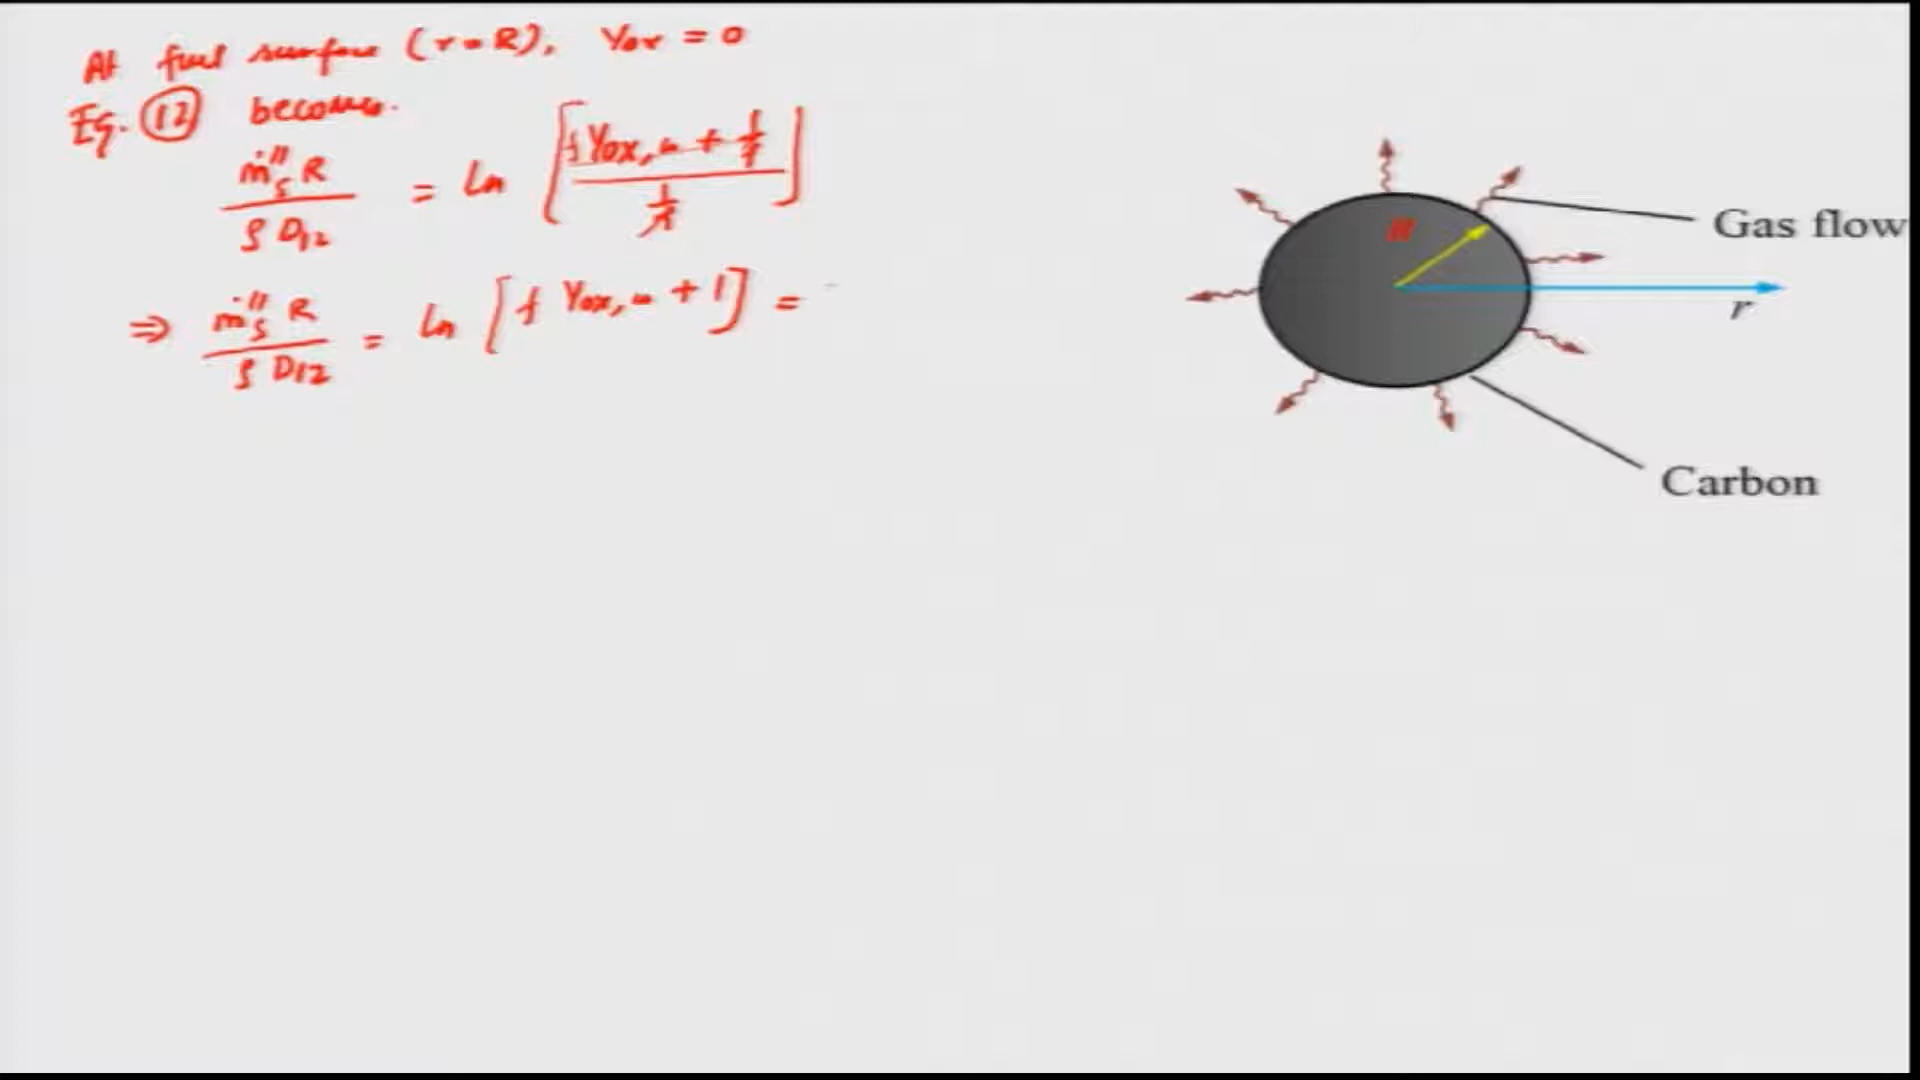 At fuel surface (r = R), Yox = 0
Eq. (12) becomes.
ṁ"s R / ρ D12 = ln [ Yox,∞ + 1/f / 1/f ]
⇒ ṁ"s R / ρ D12 = ln [ f Yox,∞ + 1 ] =
R
Gas flow
r
Carbon